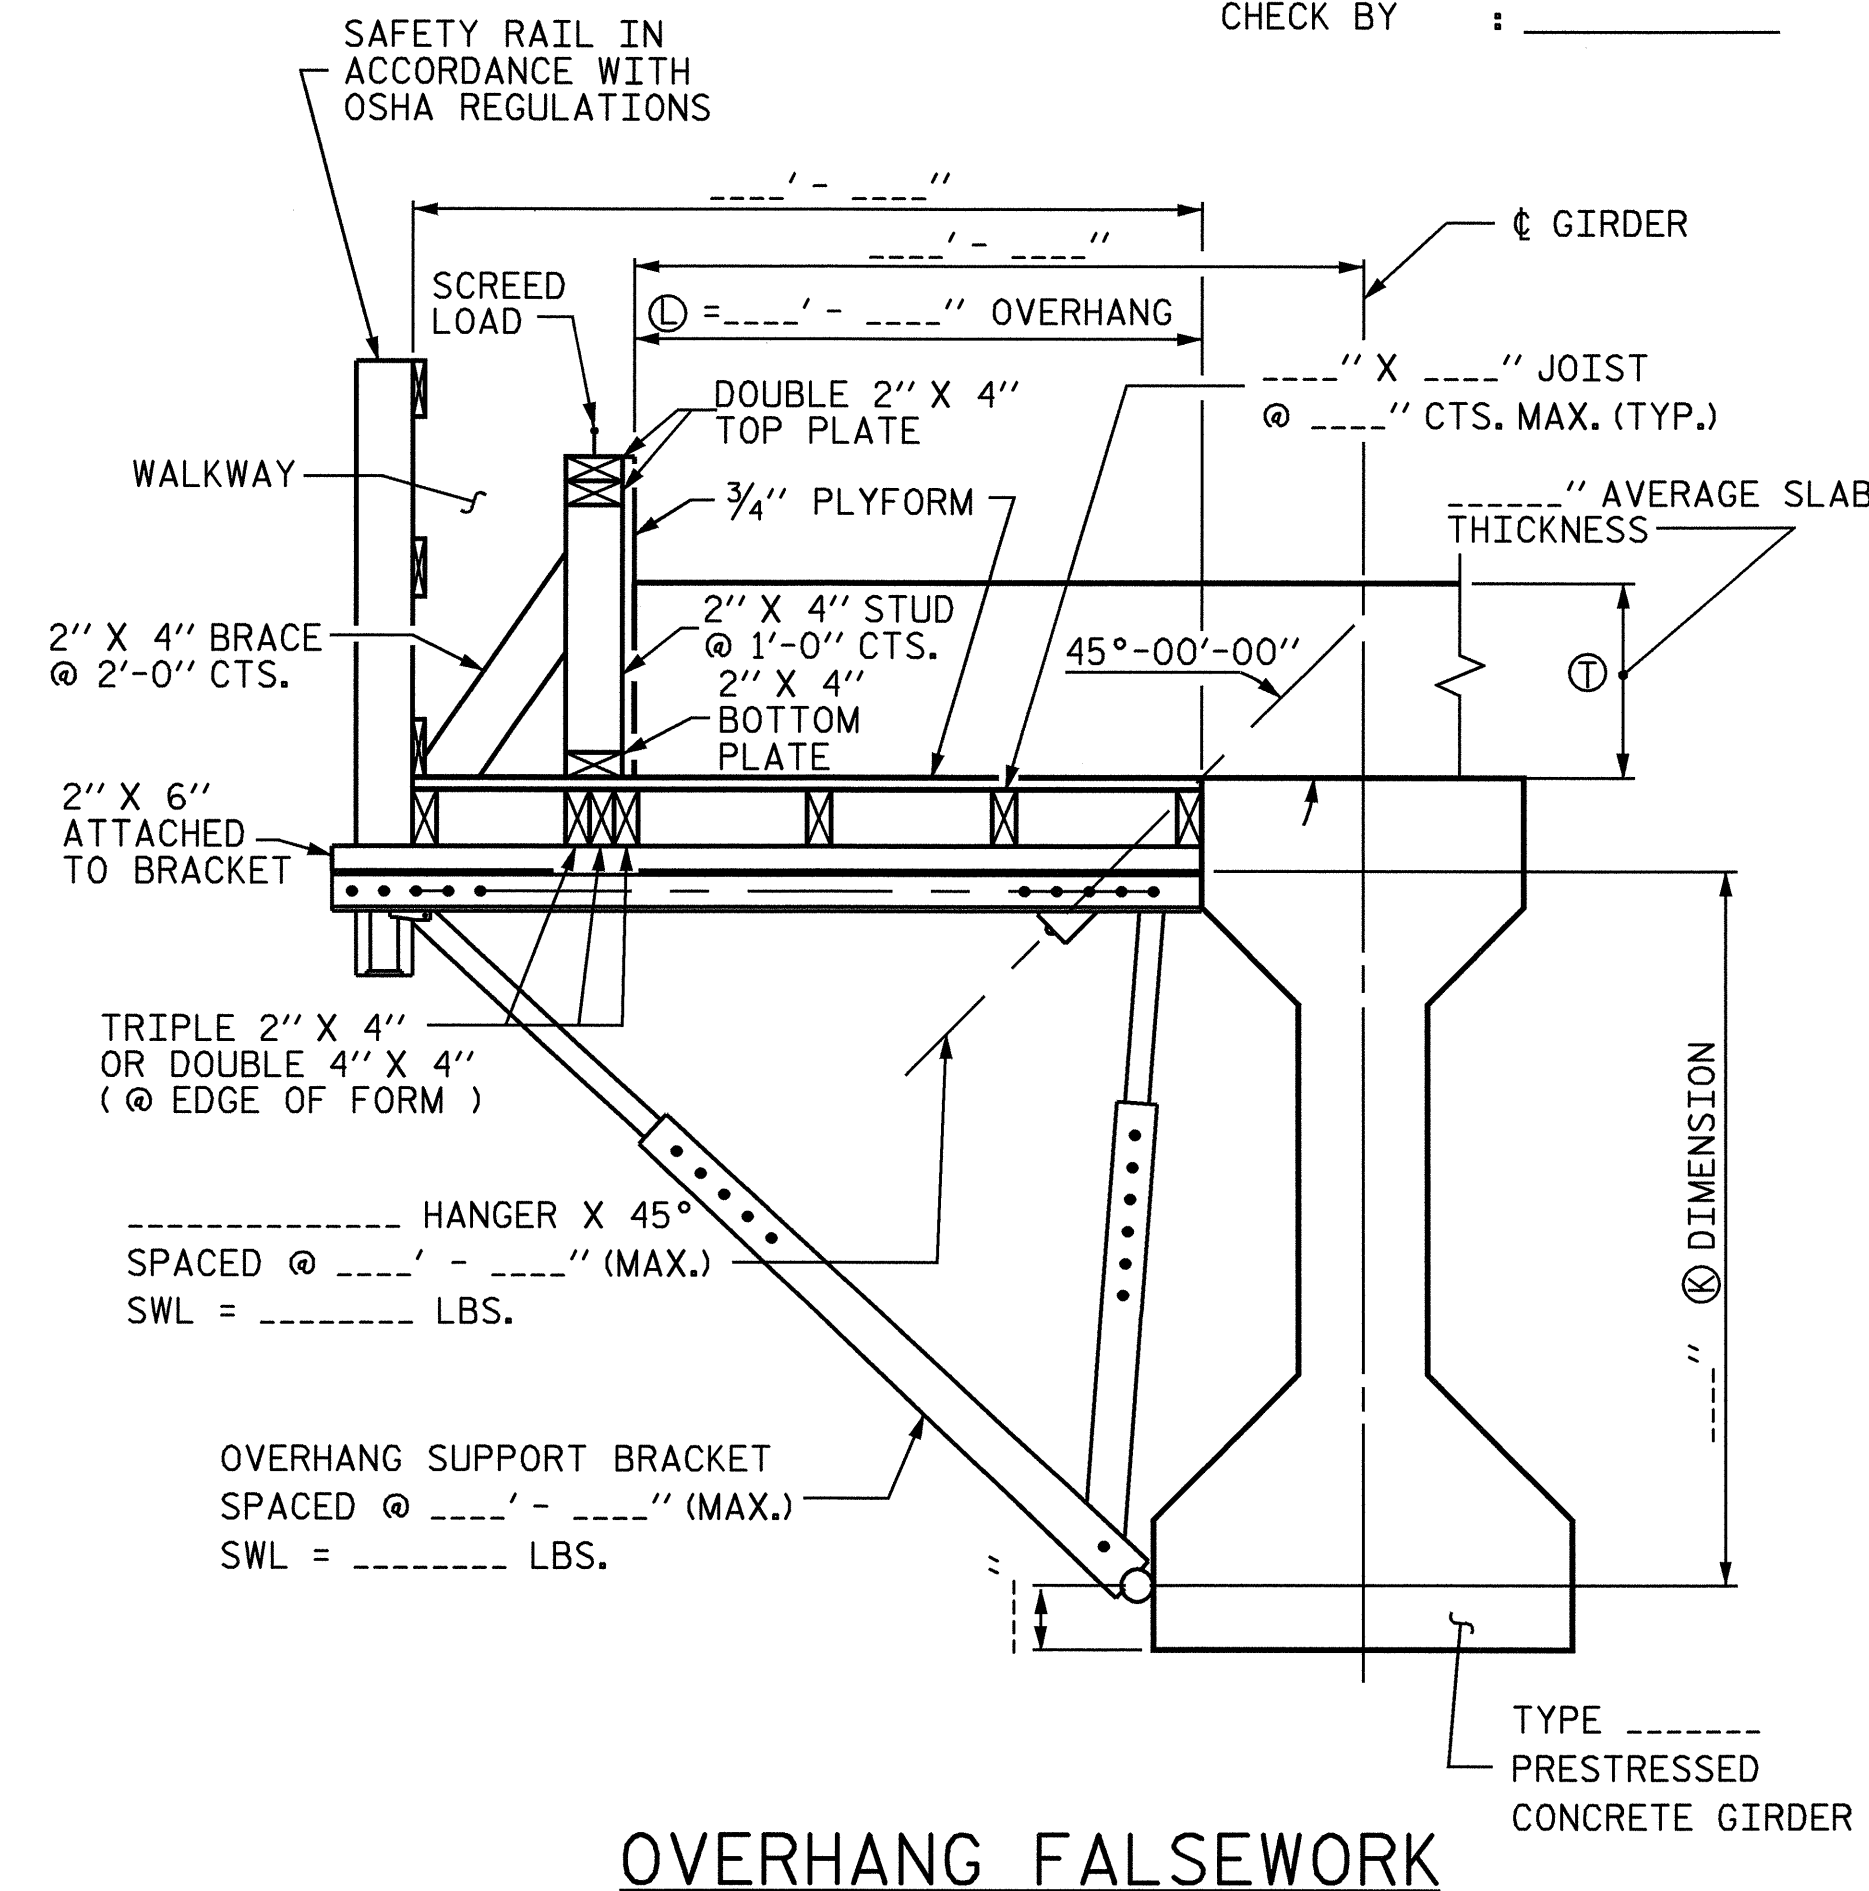 CHECK BY : ______________
SAFETY RAIL IN
ACCORDANCE WITH
OSHA REGULATIONS
____' - ____"
____' - ____"
℄ GIRDER
SCREED
LOAD
Ⓛ =____' - ____" OVERHANG
____" X ____" JOIST
@ ____" CTS. MAX. (TYP.)
DOUBLE 2" X 4"
TOP PLATE
WALKWAY
3/4" PLYFORM
______" AVERAGE SLAB
THICKNESS
2" X 4" STUD
@ 1'-0" CTS.
2" X 4" BRACE
@ 2'-0" CTS.
45°-00'-00"
Ⓣ
2" X 4"
BOTTOM
PLATE
2" X 6"
ATTACHED
TO BRACKET
TRIPLE 2" X 4"
OR DOUBLE 4" X 4"
( @ EDGE OF FORM )
____" Ⓚ DIMENSION
______________ HANGER X 45°
SPACED @ ____' - ____" (MAX.)
SWL = ________ LBS.
OVERHANG SUPPORT BRACKET
SPACED @ ____' - ____" (MAX.)
SWL = ________ LBS.
____"
TYPE _______
PRESTRESSED
CONCRETE GIRDER
OVERHANG FALSEWORK